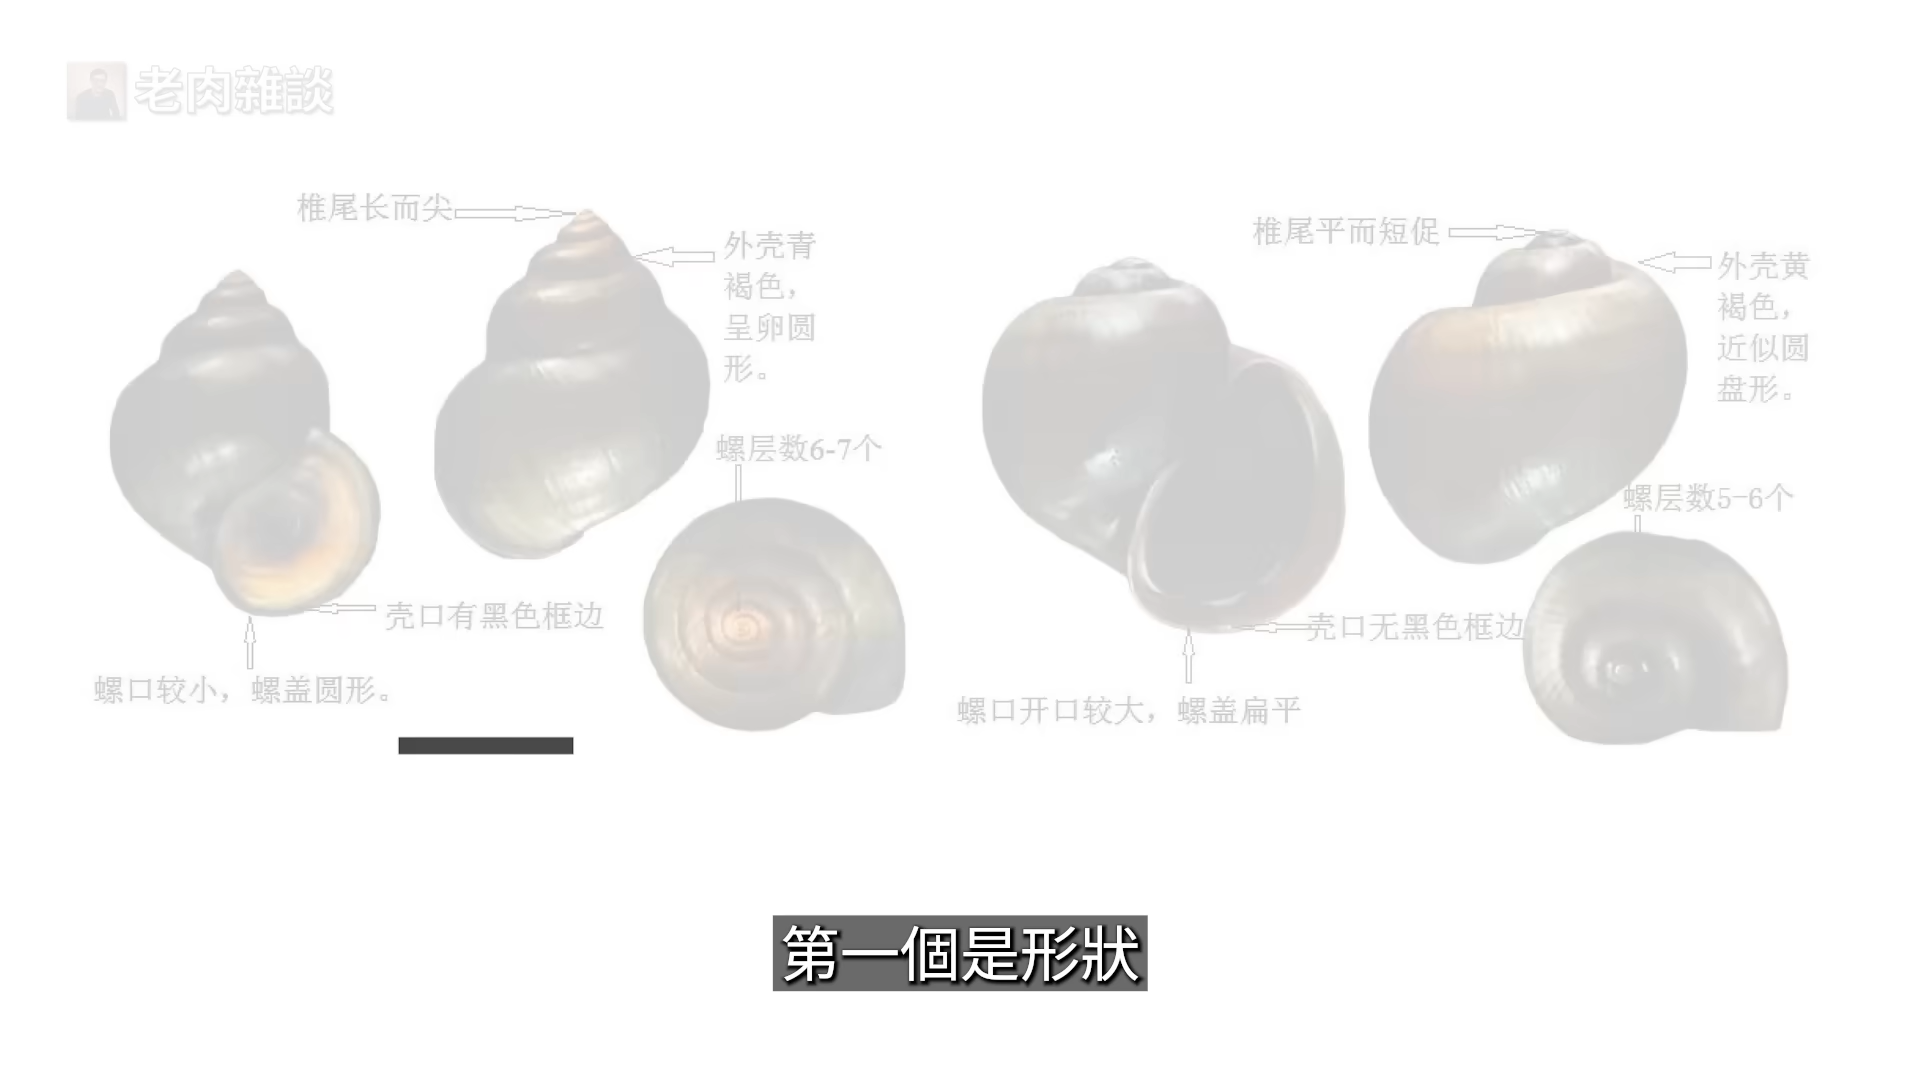 老肉雜談
椎尾长而尖
外壳青
褐色，
呈卵圆
形。
螺层数6-7个
壳口有黑色框边
螺口较小，螺盖圆形。
椎尾平而短促
外壳黄
褐色，
近似圆
盘形。
螺层数5-6个
壳口无黑色框边
螺口开口较大，螺盖扁平
第一個是形狀